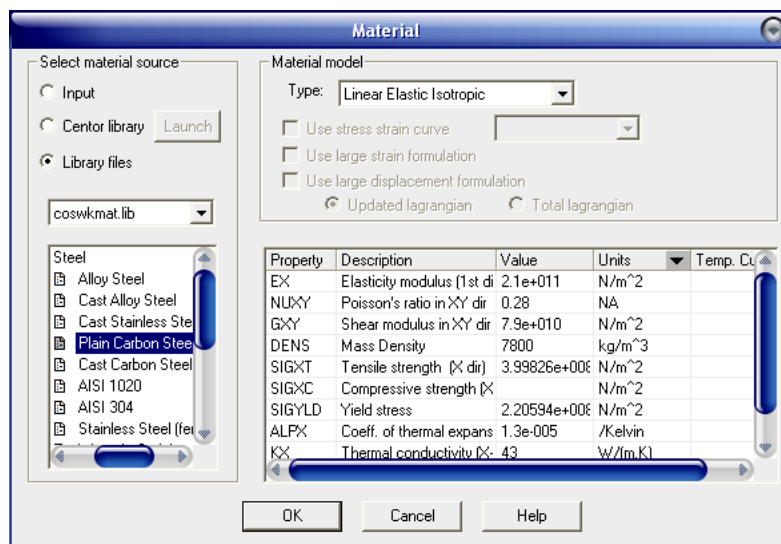 Material
Select material source
Input
Centor library Launch
Library files
coswkmat.lib
Steel
Alloy Steel
Cast Alloy Steel
Cast Stainless Stee
Plain Carbon Stee
Cast Carbon Steel
AISI 1020
AISI 304
Stainless Steel (fer
Material model
Type: Linear Elastic Isotropic
Use stress strain curve
Use large strain formulation
Use large displacement formulation
Updated lagrangian Total lagrangian
Property Description Value Units Temp. Cu
EX Elasticity modulus (1st di 2.1e+011 N/m^2
NUXY Poisson's ratio in XY dir 0.28 NA
GXY Shear modulus in XY dir 7.9e+010 N/m^2
DENS Mass Density 7800 kg/m^3
SIGXT Tensile strength (X dir) 3.99826e+008 N/m^2
SIGXC Compressive strength (X N/m^2
SIGYLD Yield stress 2.20594e+008 N/m^2
ALPX Coeff. of thermal expans 1.3e-005 /Kelvin
KX Thermal conductivity (X- 43 W/(m.K)
OK Cancel Help